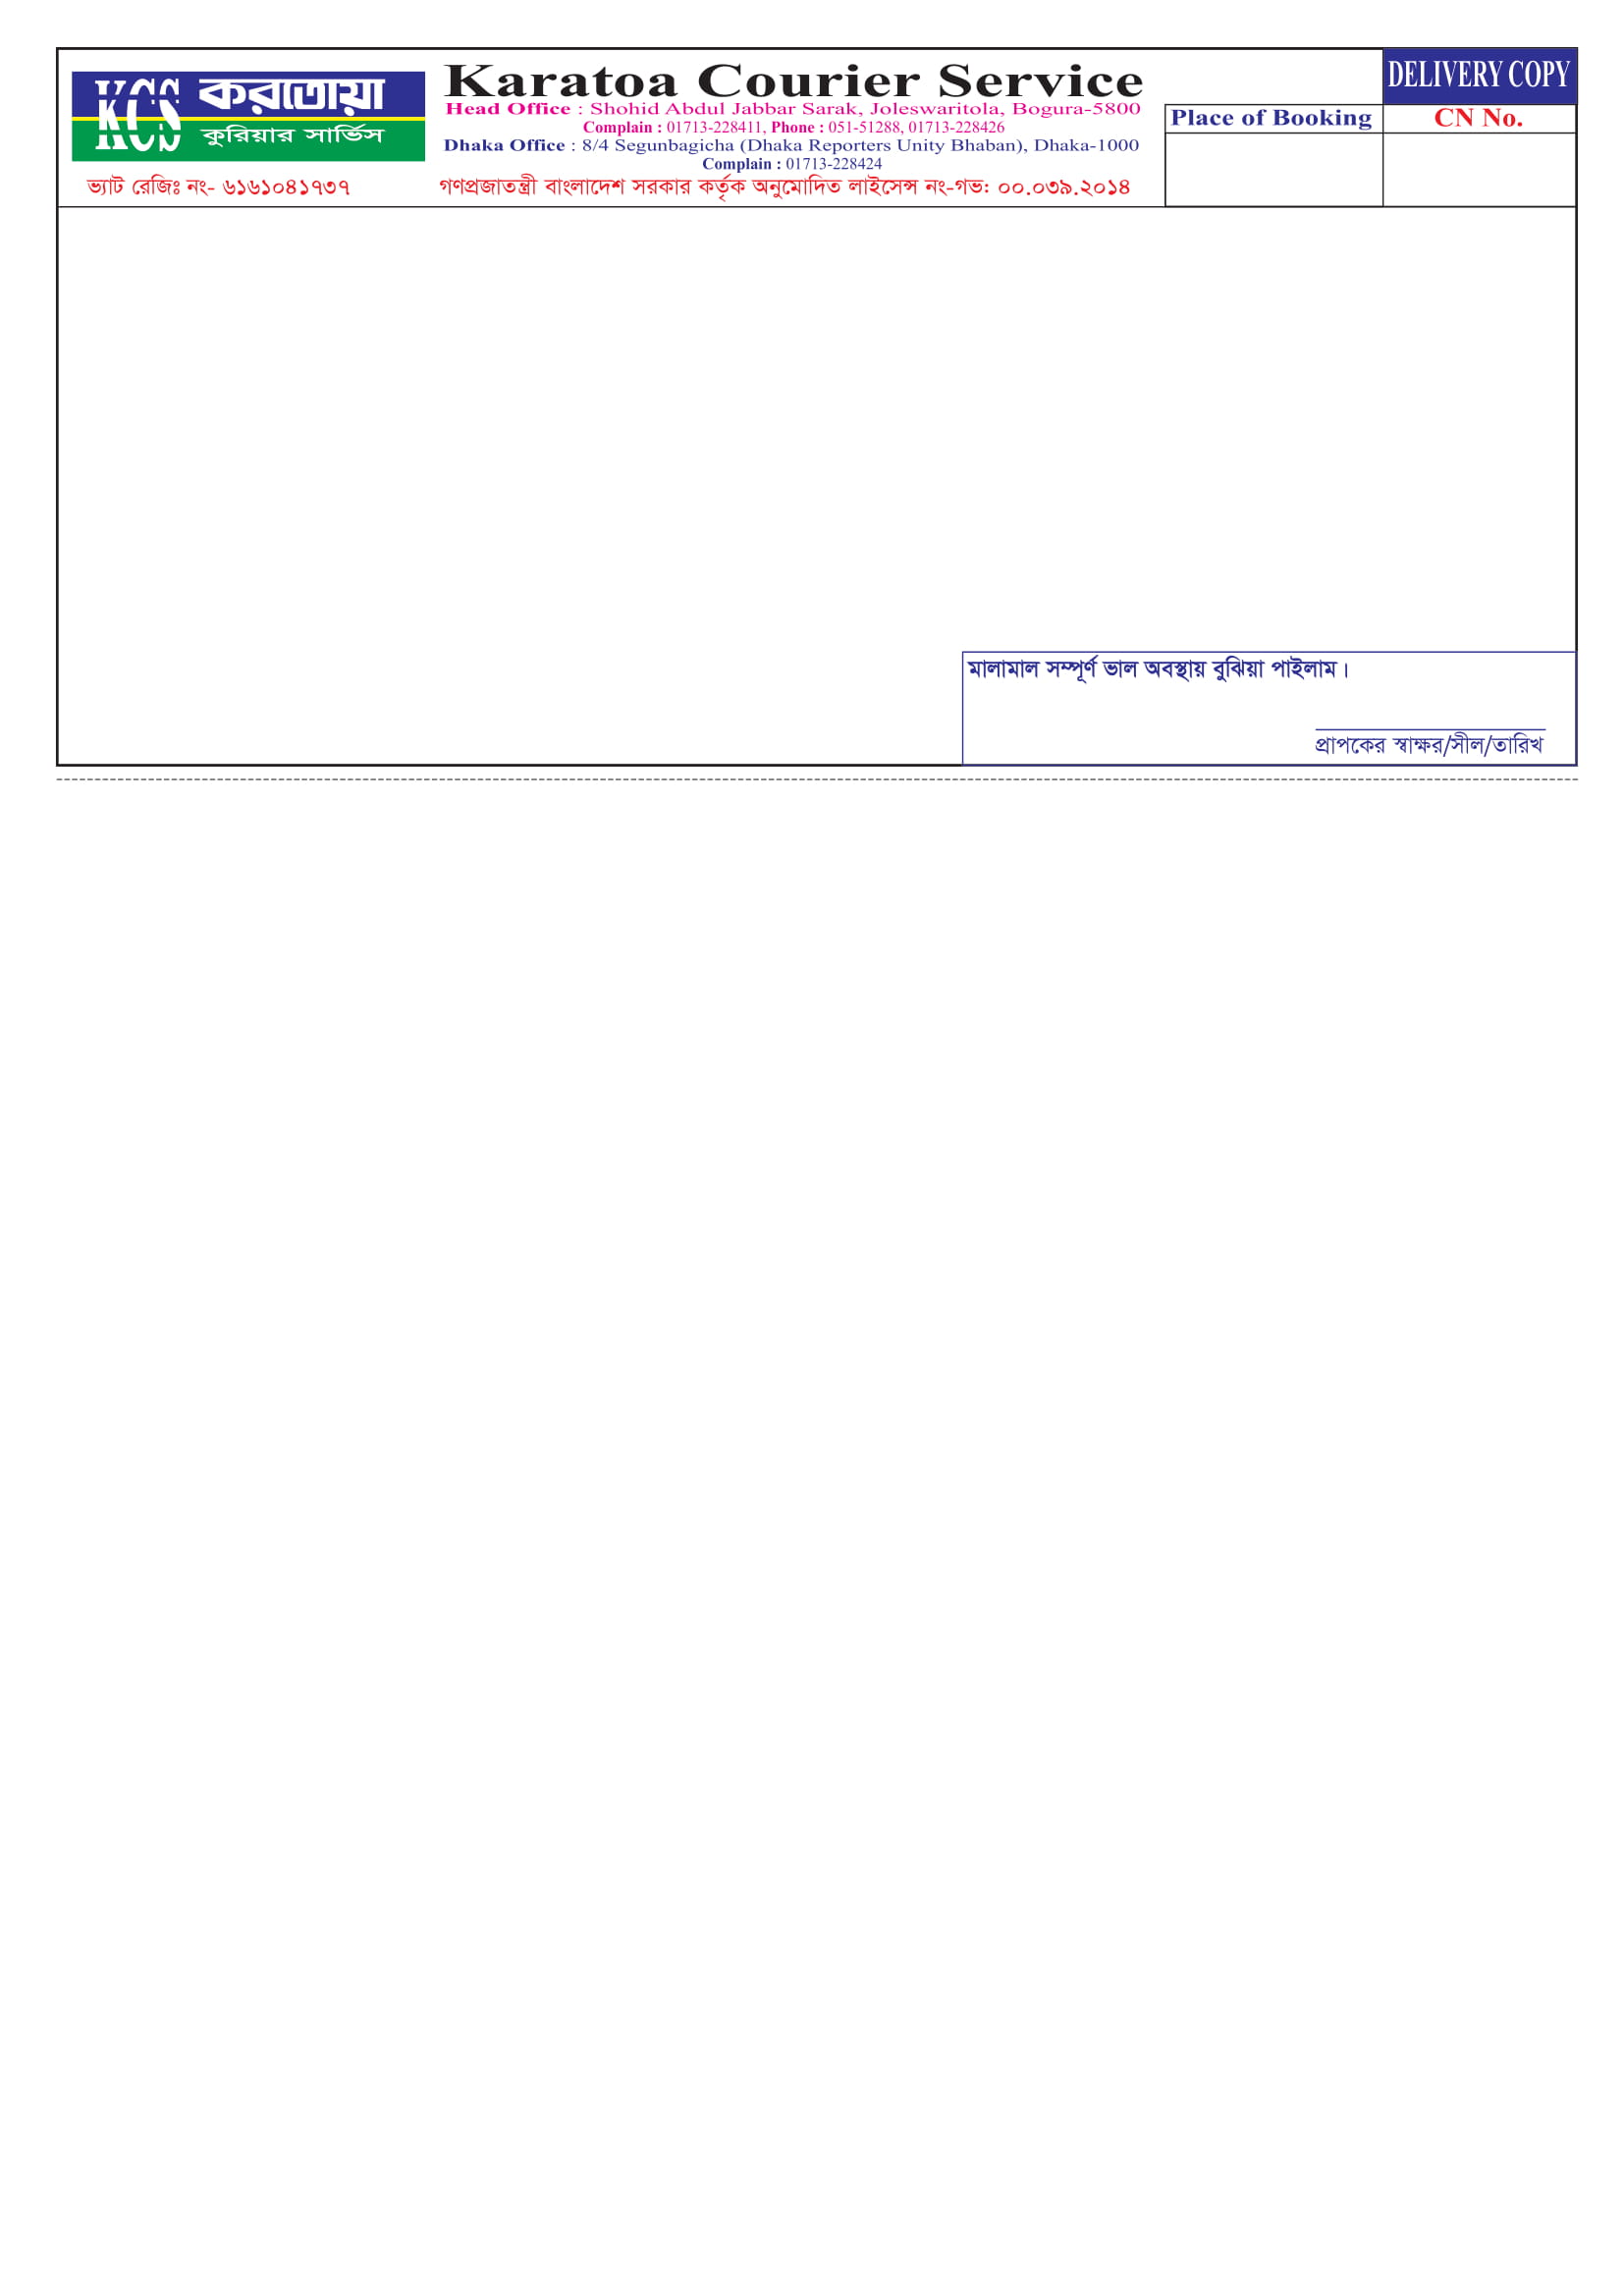 KCS করতোয়া
কুরিয়ার সার্ভিস
ভ্যাট রেজিঃ নং- ৬১৬১০৪১৭৩৭
Karatoa Courier Service
Head Office : Shohid Abdul Jabbar Sarak, Joleswaritola, Bogura-5800
Complain : 01713-228411, Phone : 051-51288, 01713-228426
Dhaka Office : 8/4 Segunbagicha (Dhaka Reporters Unity Bhaban), Dhaka-1000
Complain : 01713-228424
গণপ্রজাতন্ত্রী বাংলাদেশ সরকার কর্তৃক অনুমোদিত লাইসেন্স নং-গভ: ০০.০৩৯.২০১৪
DELIVERY COPY
Place of Booking
CN No.
মালামাল সম্পূর্ণ ভাল অবস্থায় বুঝিয়া পাইলাম।
প্রাপকের স্বাক্ষর/সীল/তারিখ